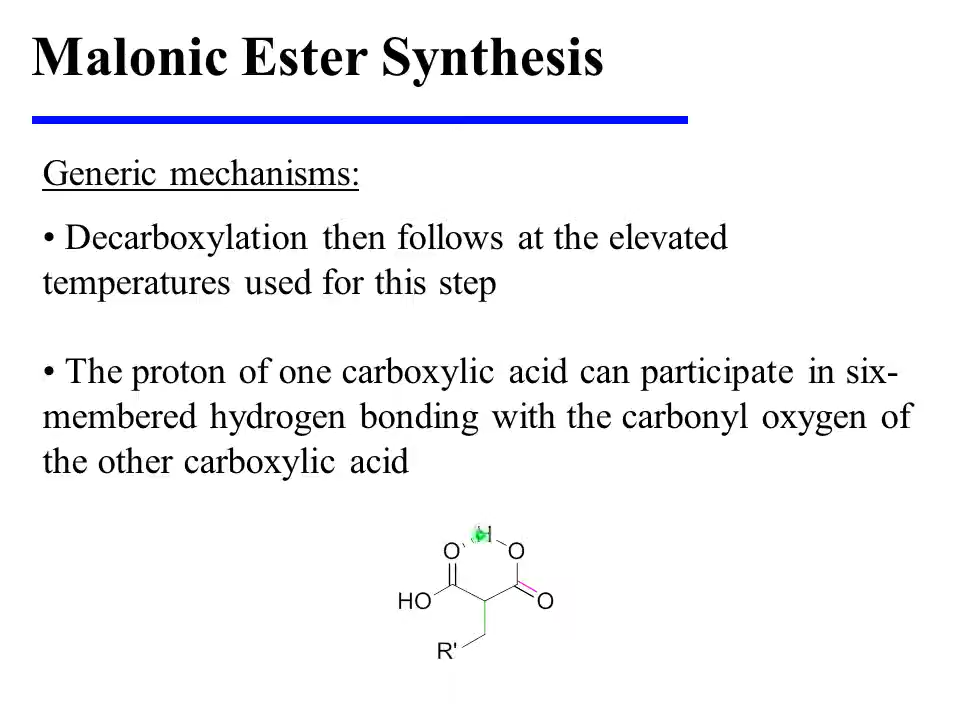 Malonic Ester Synthesis
Generic mechanisms:
• Decarboxylation then follows at the elevated
temperatures used for this step
• The proton of one carboxylic acid can participate in six-
membered hydrogen bonding with the carbonyl oxygen of
the other carboxylic acid
H
O O
HO O
R'